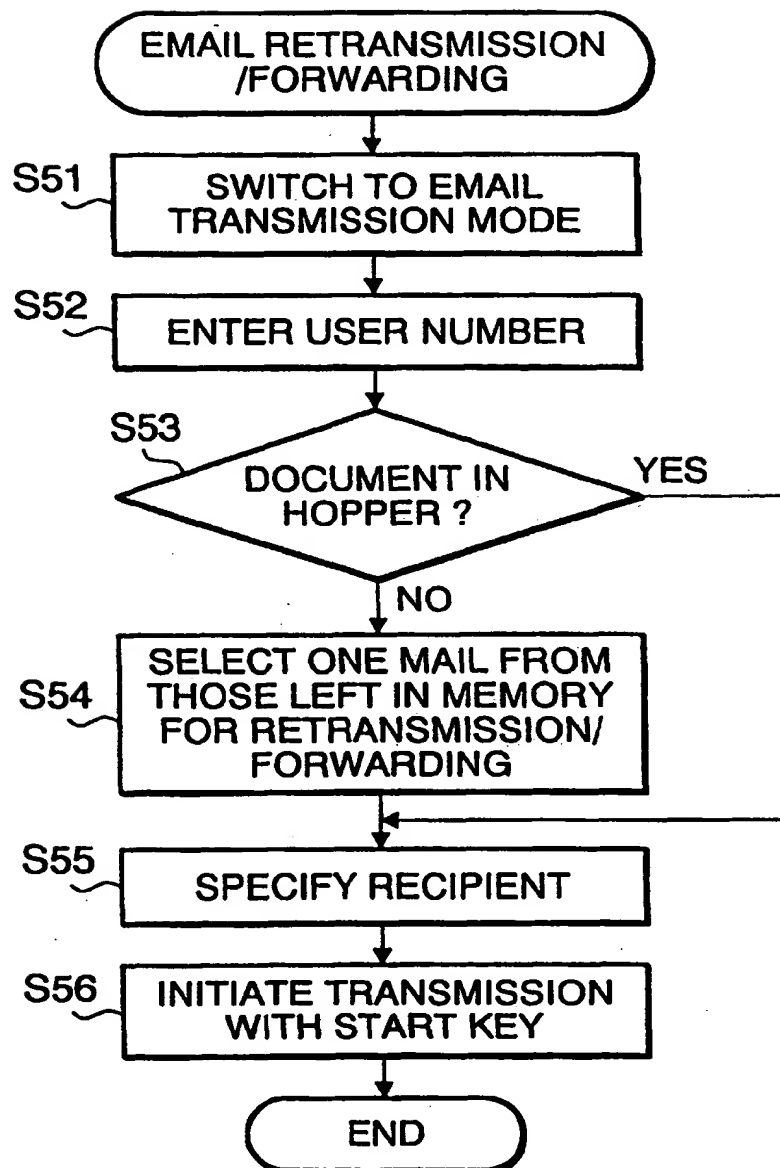 EMAIL RETRANSMISSION
/FORWARDING
S51
SWITCH TO EMAIL
TRANSMISSION MODE
S52
ENTER USER NUMBER
S53
DOCUMENT IN
HOPPER ?
YES
NO
S54
SELECT ONE MAIL FROM
THOSE LEFT IN MEMORY
FOR RETRANSMISSION/
FORWARDING
S55
SPECIFY RECIPIENT
S56
INITIATE TRANSMISSION
WITH START KEY
END